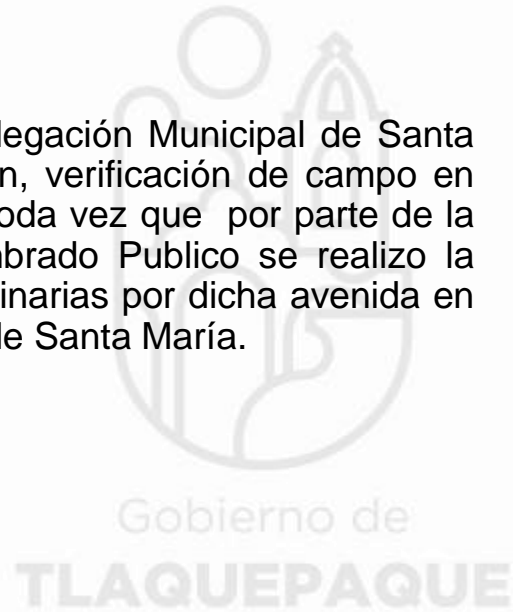 legación Municipal de Santa
n, verificación de campo en
oda vez que por parte de la
brado Publico se realizo la
inarias por dicha avenida en
le Santa María.
Gobierno de
TLAQUEPAQUE